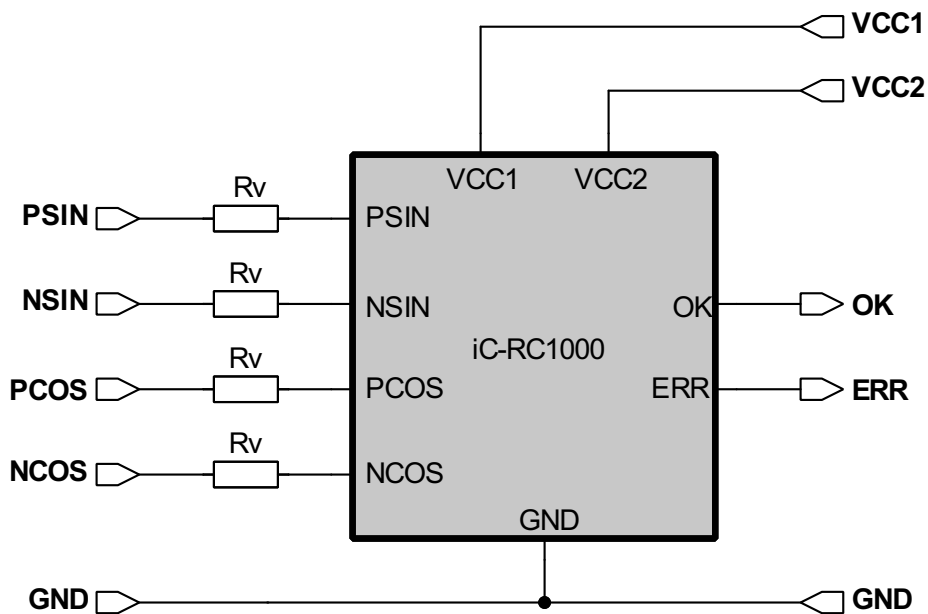 VCC1
VCC2
VCC1 VCC2
Rv
PSIN PSIN
Rv
NSIN NSIN
OK OK
iC-RC1000
Rv
PCOS PCOS
ERR ERR
Rv
NCOS NCOS
GND
GND GND